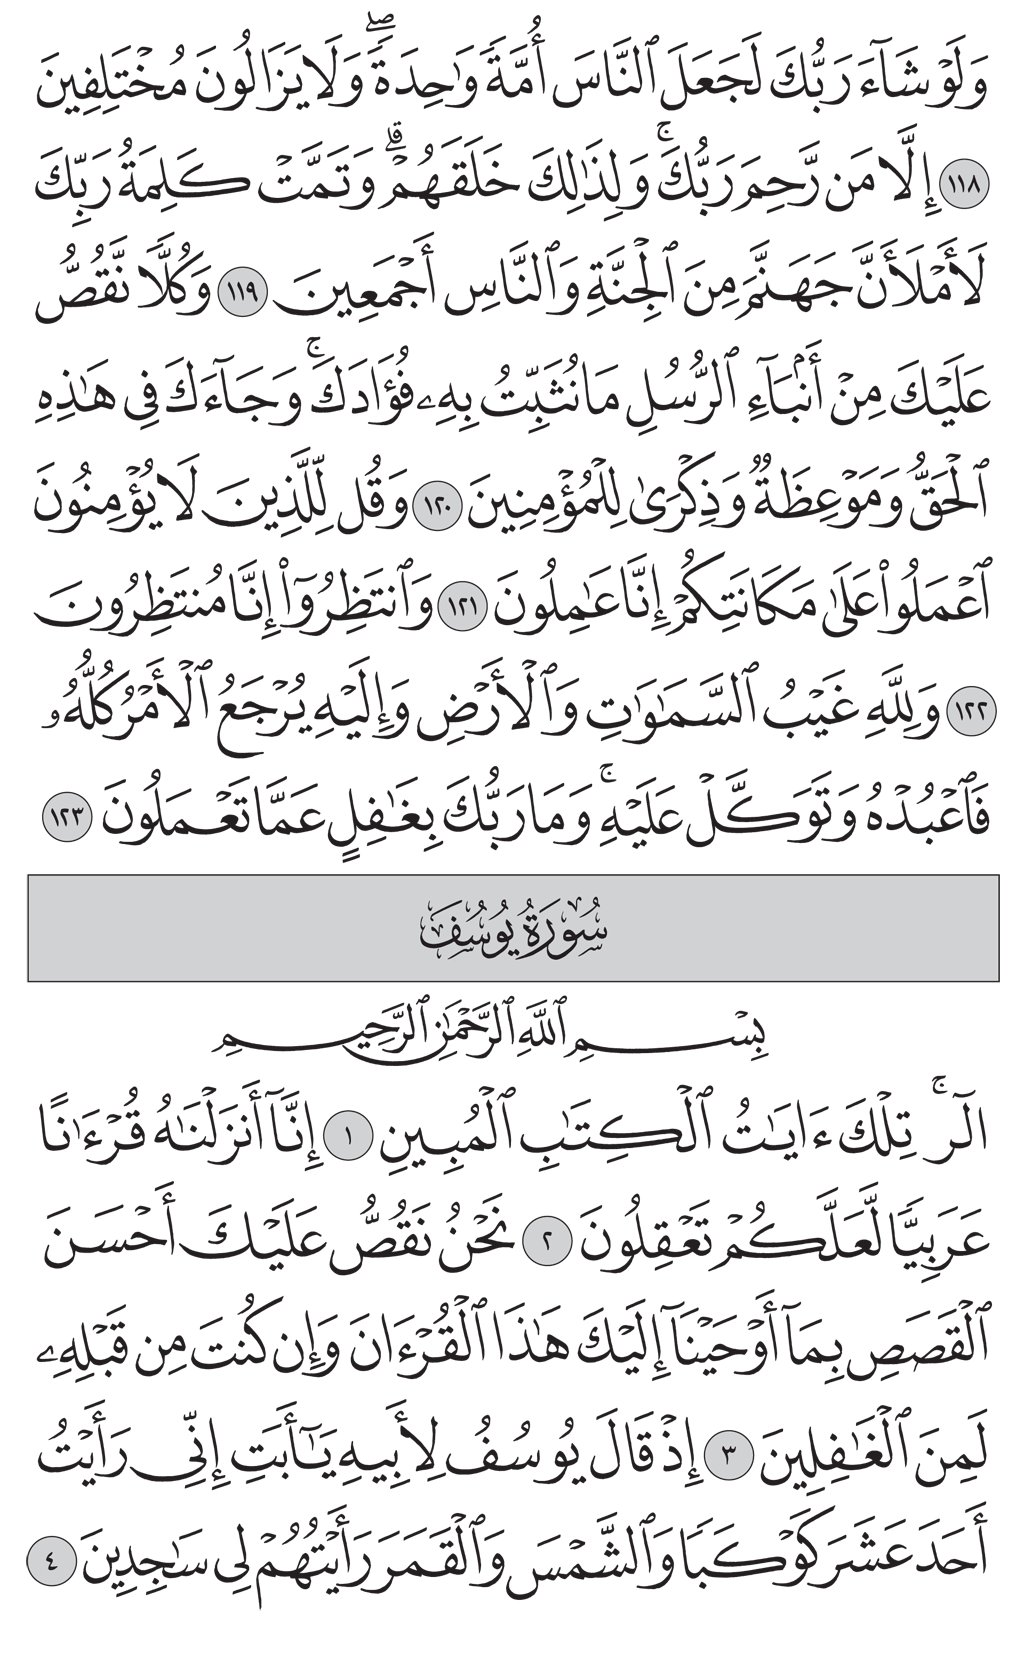 وَلَوْ شَآءَ رَبُّكَ لَجَعَلَ ٱلنَّاسَ أُمَّةً وَٰحِدَةً ۖ وَلَا يَزَالُونَ مُخْتَلِفِينَ
١١٨ إِلَّا مَن رَّحِمَ رَبُّكَ ۚ وَلِذَٰلِكَ خَلَقَهُمْ ۗ وَتَمَّتْ كَلِمَةُ رَبِّكَ
لَأَمْلَأَنَّ جَهَنَّمَ مِنَ ٱلْجِنَّةِ وَٱلنَّاسِ أَجْمَعِينَ ١١٩ وَكُلًّا نَّقُصُّ
عَلَيْكَ مِنْ أَنۢبَآءِ ٱلرُّسُلِ مَا نُثَبِّتُ بِهِۦ فُؤَادَكَ ۚ وَجَآءَكَ فِى هَٰذِهِ
ٱلْحَقُّ وَمَوْعِظَةٌ وَذِكْرَىٰ لِلْمُؤْمِنِينَ ١٢٠ وَقُل لِّلَّذِينَ لَا يُؤْمِنُونَ
ٱعْمَلُوا۟ عَلَىٰ مَكَانَتِكُمْ إِنَّا عَٰمِلُونَ ١٢١ وَٱنتَظِرُوٓا۟ إِنَّا مُنتَظِرُونَ
١٢٢ وَلِلَّهِ غَيْبُ ٱلسَّمَٰوَٰتِ وَٱلْأَرْضِ وَإِلَيْهِ يُرْجَعُ ٱلْأَمْرُ كُلُّهُۥ
فَٱعْبُدْهُ وَتَوَكَّلْ عَلَيْهِ ۚ وَمَا رَبُّكَ بِغَٰفِلٍ عَمَّا تَعْمَلُونَ ١٢٣
سُورَةُ يُوسُفَ
بِسْمِ ٱللَّهِ ٱلرَّحْمَٰنِ ٱلرَّحِيمِ
الٓر ۚ تِلْكَ ءَايَٰتُ ٱلْكِتَٰبِ ٱلْمُبِينِ ١ إِنَّآ أَنزَلْنَٰهُ قُرْءَٰنًا
عَرَبِيًّا لَّعَلَّكُمْ تَعْقِلُونَ ٢ نَحْنُ نَقُصُّ عَلَيْكَ أَحْسَنَ
ٱلْقَصَصِ بِمَآ أَوْحَيْنَآ إِلَيْكَ هَٰذَا ٱلْقُرْءَانَ وَإِن كُنتَ مِن قَبْلِهِۦ
لَمِنَ ٱلْغَٰفِلِينَ ٣ إِذْ قَالَ يُوسُفُ لِأَبِيهِ يَٰٓأَبَتِ إِنِّى رَأَيْتُ
أَحَدَ عَشَرَ كَوْكَبًا وَٱلشَّمْسَ وَٱلْقَمَرَ رَأَيْتُهُمْ لِى سَٰجِدِينَ ٤